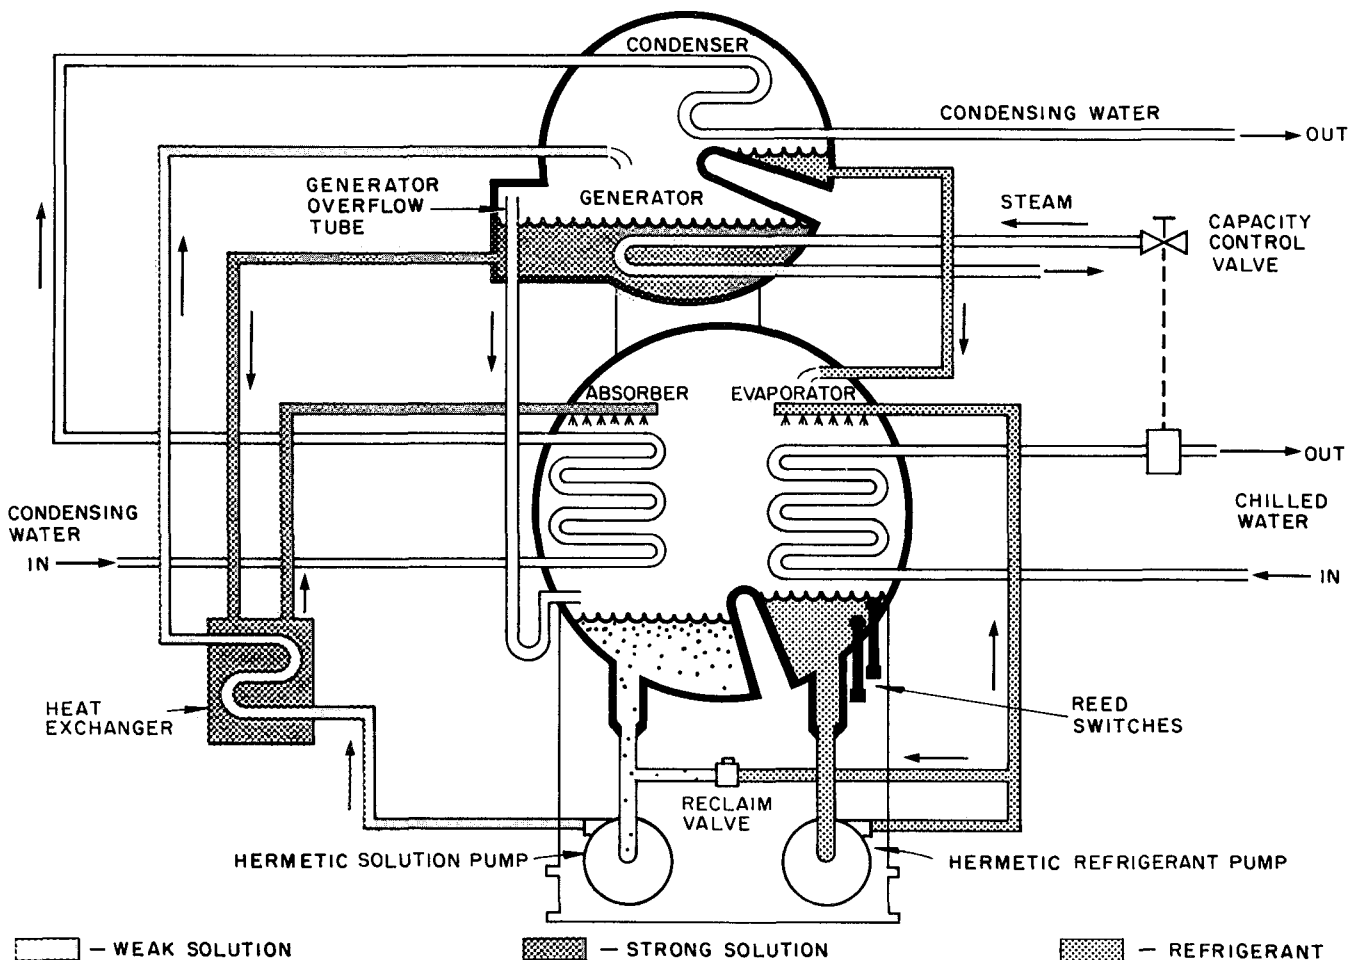 CONDENSER
CONDENSING WATER
OUT
GENERATOR
OVERFLOW
TUBE
GENERATOR
STEAM
CAPACITY
CONTROL
VALVE
ABSORBER
EVAPORATOR
OUT
CONDENSING
WATER
IN
CHILLED
WATER
IN
HEAT
EXCHANGER
REED
SWITCHES
RECLAIM
VALVE
HERMETIC SOLUTION PUMP
HERMETIC REFRIGERANT PUMP
— WEAK SOLUTION
— STRONG SOLUTION
— REFRIGERANT